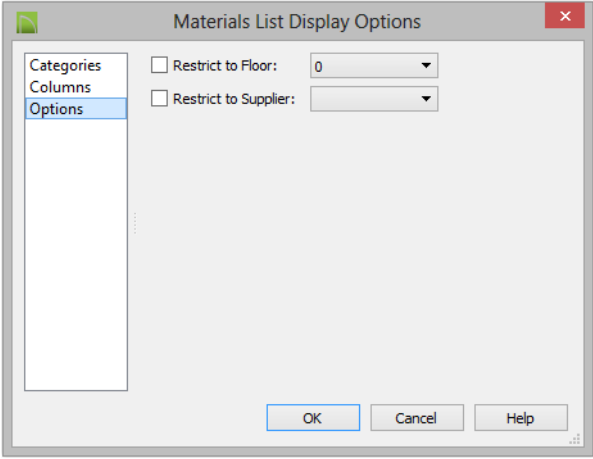 Materials List Display Options
Categories
Columns
Options
Restrict to Floor: 0
Restrict to Supplier:
OK Cancel Help